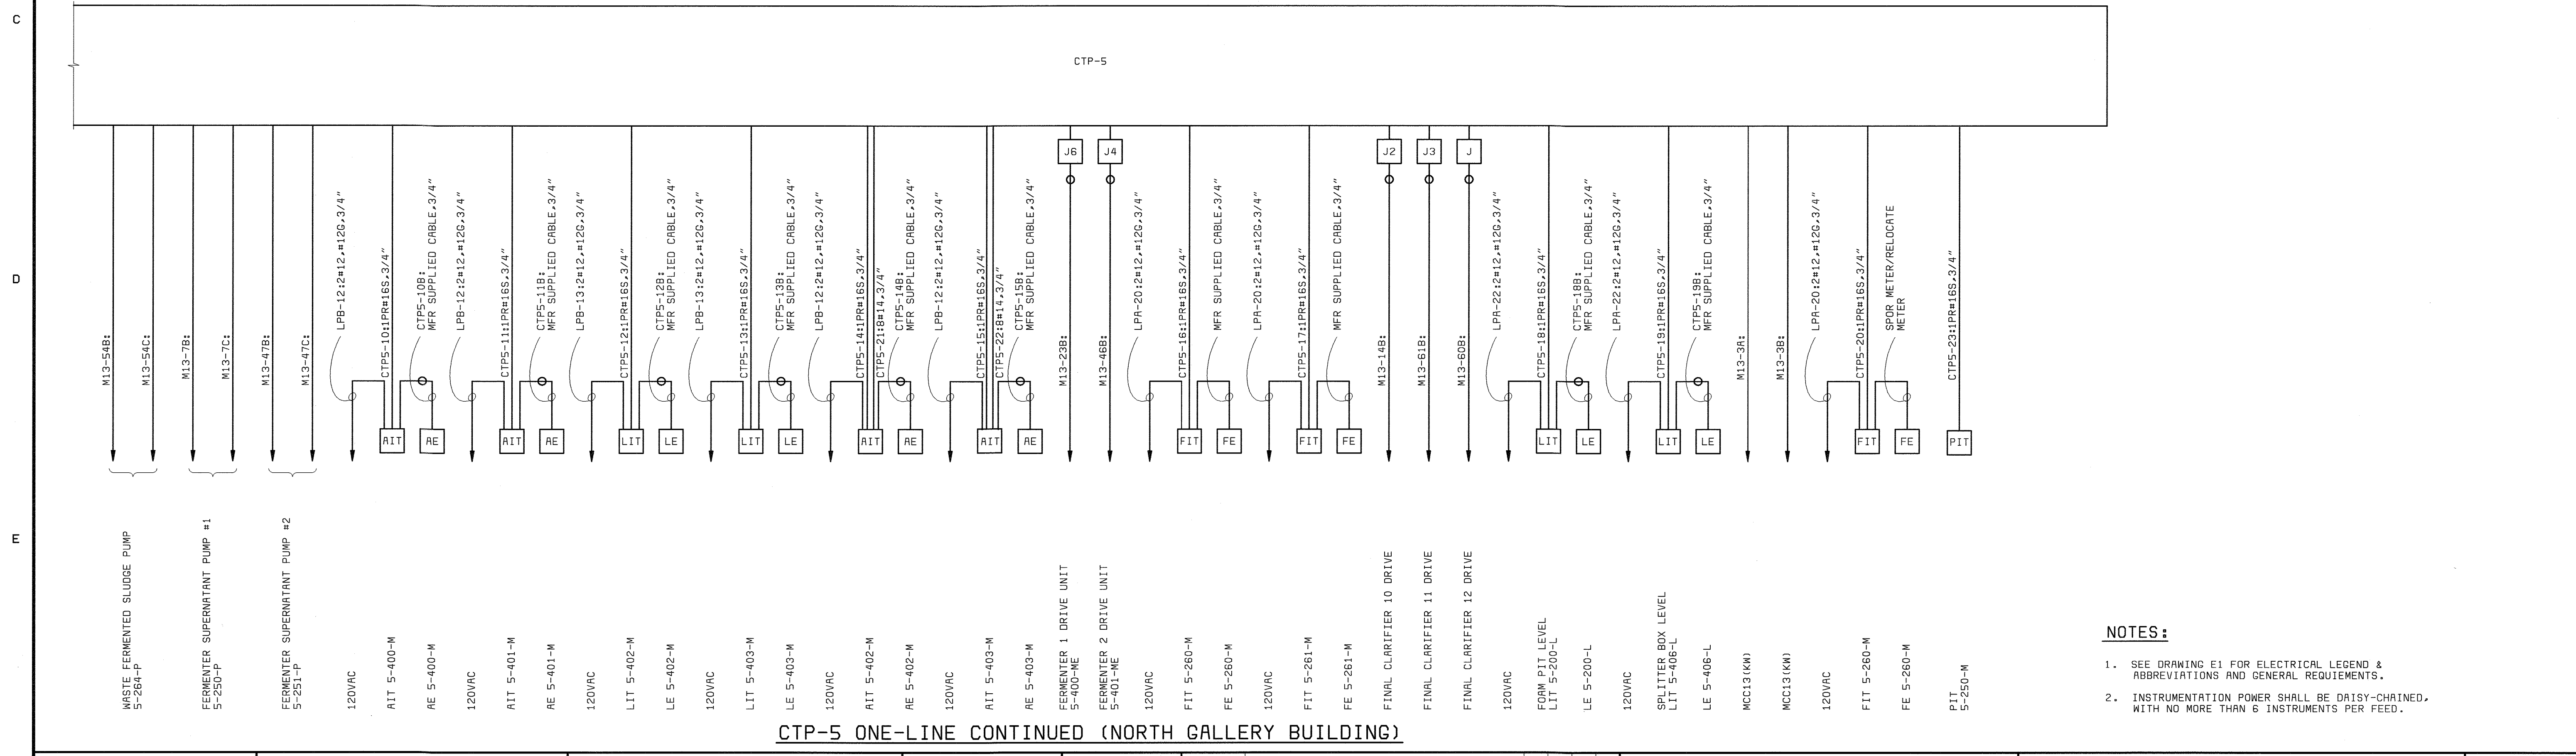 C
CTP-5
J6
J4
J2
J3
J
D
M13-54B:
M13-54C:
M13-7B:
M13-7C:
M13-47B:
M13-47C:
LPB-12:2#12,#12G,3/4"
CTP5-10:1PR#16S,3/4"
CTP5-10B:
MFR SUPPLIED CABLE,3/4"
LPB-12:2#12,#12G,3/4"
CTP5-11:1PR#16S,3/4"
CTP5-11B:
MFR SUPPLIED CABLE,3/4"
LPB-13:2#12,#12G,3/4"
CTP5-12:1PR#16S,3/4"
CTP5-12B:
MFR SUPPLIED CABLE,3/4"
LPB-13:2#12,#12G,3/4"
CTP5-13:1PR#16S,3/4"
CTP5-13B:
MFR SUPPLIED CABLE,3/4"
LPB-12:2#12,#12G,3/4"
CTP5-14:1PR#16S,3/4"
CTP5-21:8#14,3/4"
CTP5-14B:
MFR SUPPLIED CABLE,3/4"
LPB-12:2#12,#12G,3/4"
CTP5-15:1PR#16S,3/4"
CTP5-22:8#14,3/4"
CTP5-15B:
MFR SUPPLIED CABLE,3/4"
M13-23B:
M13-46B:
LPA-20:2#12,#12G,3/4"
CTP5-16:1PR#16S,3/4"
MFR SUPPLIED CABLE,3/4"
LPA-20:2#12,#12G,3/4"
CTP5-17:1PR#16S,3/4"
MFR SUPPLIED CABLE,3/4"
M13-14B:
M13-61B:
M13-60B:
LPA-22:2#12,#12G,3/4"
CTP5-18:1PR#16S,3/4"
CTP5-18B:
MFR SUPPLIED CABLE,3/4"
LPA-22:2#12,#12G,3/4"
CTP5-19:1PR#16S,3/4"
CTP5-19B:
MFR SUPPLIED CABLE,3/4"
M13-3A:
M13-3B:
LPA-20:2#12,#12G,3/4"
CTP5-20:1PR#16S,3/4"
SPOR METER/RELOCATE
METER
CTP5-23:1PR#16S,3/4"
AIT
AE
AIT
AE
LIT
LE
LIT
LE
AIT
AE
AIT
AE
FIT
FE
FIT
FE
LIT
LE
LIT
LE
FIT
FE
PIT
E
WASTE FERMENTED SLUDGE PUMP
5-264-P
FERMENTER SUPERNATANT PUMP #1
5-250-P
FERMENTER SUPERNATANT PUMP #2
5-251-P
120VAC
AIT 5-400-M
AE 5-400-M
120VAC
AIT 5-401-M
AE 5-401-M
120VAC
LIT 5-402-M
LE 5-402-M
120VAC
LIT 5-403-M
LE 5-403-M
120VAC
AIT 5-402-M
AE 5-402-M
120VAC
AIT 5-403-M
AE 5-403-M
FERMENTER 1 DRIVE UNIT
5-400-ME
FERMENTER 2 DRIVE UNIT
5-401-ME
120VAC
FIT 5-260-M
FE 5-260-M
120VAC
FIT 5-261-M
FE 5-261-M
FINAL CLARIFIER 10 DRIVE
FINAL CLARIFIER 11 DRIVE
FINAL CLARIFIER 12 DRIVE
120VAC
FOAM PIT LEVEL
LIT 5-200-L
LE 5-200-L
120VAC
SPLITTER BOX LEVEL
LIT 5-406-L
LE 5-406-L
MCC13(KW)
MCC13(KW)
120VAC
FIT 5-260-M
FE 5-260-M
PIT
5-250-M
NOTES:
1. SEE DRAWING E1 FOR ELECTRICAL LEGEND &
ABBREVIATIONS AND GENERAL REQUIEMENTS.
2. INSTRUMENTATION POWER SHALL BE DAISY-CHAINED,
WITH NO MORE THAN 6 INSTRUMENTS PER FEED.
CTP-5 ONE-LINE CONTINUED (NORTH GALLERY BUILDING)